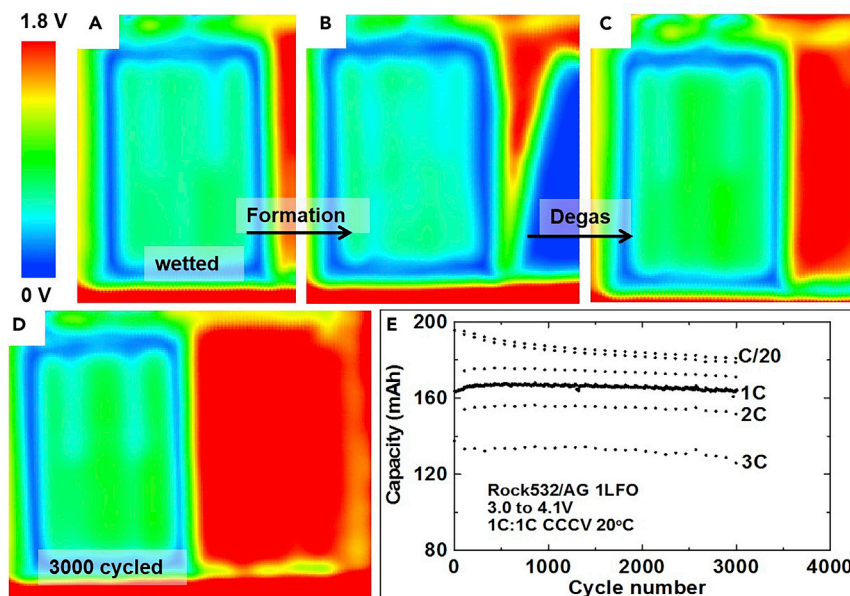 1.8 V
0 V
A
Formation
wetted
B
Degas
C
D
3000 cycled
E
Capacity (mAh)
200
160
120
80
C/20
1C
2C
3C
Rock532/AG 1LFO
3.0 to 4.1V
1C:1C CCCV 20°C
0
1000
2000
3000
4000
Cycle number